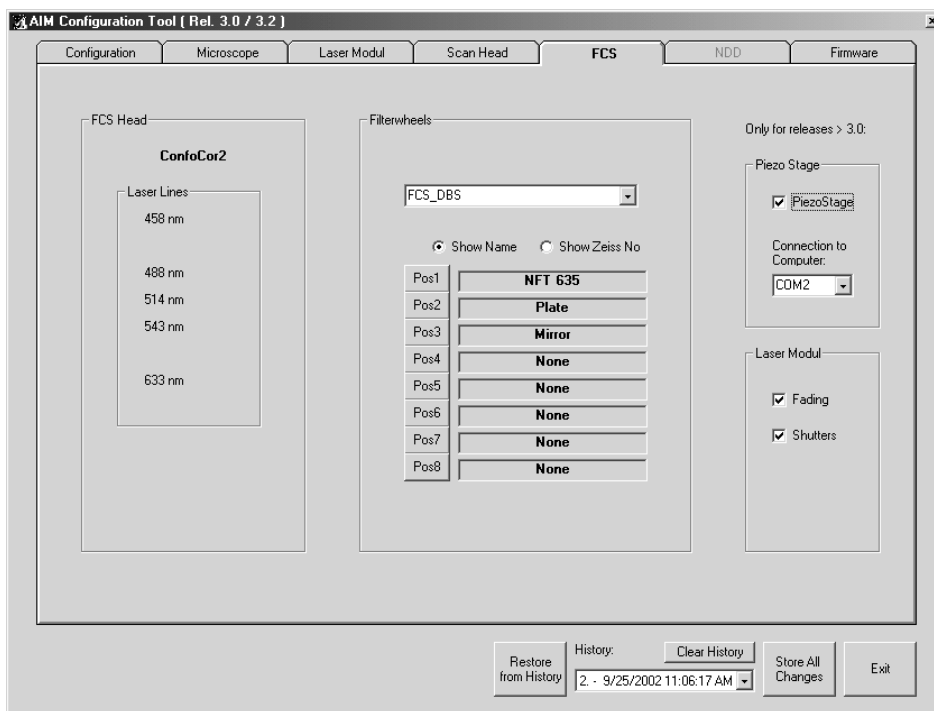 AIM Configuration Tool ( Rel. 3.0 / 3.2 )
Configuration
Microscope
Laser Modul
Scan Head
FCS
NDD
Firmware
FCS Head
ConfoCor2
Laser Lines
458 nm
488 nm
514 nm
543 nm
633 nm
Filterwheels
FCS_DBS
Show Name
Show Zeiss No
Pos1 NFT 635
Pos2 Plate
Pos3 Mirror
Pos4 None
Pos5 None
Pos6 None
Pos7 None
Pos8 None
Only for releases > 3.0:
Piezo Stage
PiezoStage
Connection to
Computer:
COM2
Laser Modul
Fading
Shutters
Restore
from History
History:
Clear History
2. - 9/25/2002 11:06:17 AM
Store All
Changes
Exit